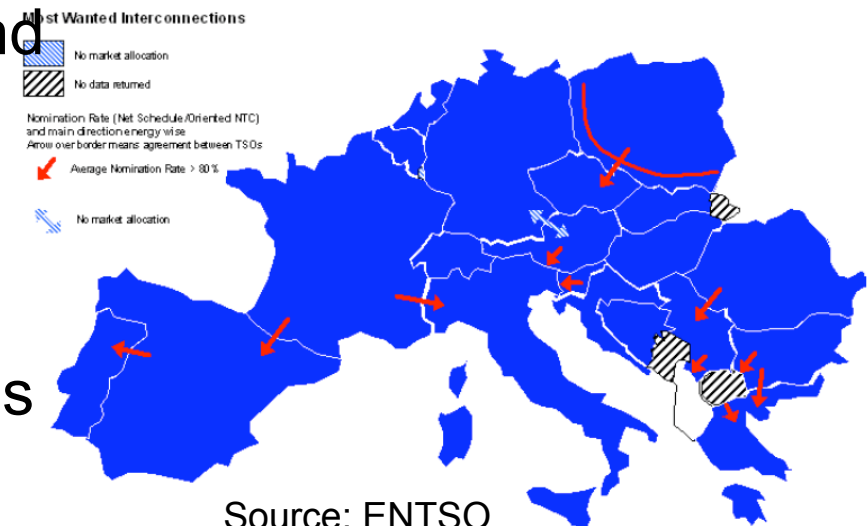 nd
Most Wanted Interconnections
No market allocation
No data returned
Nomination Rate (Net Schedule/Oriented NTC)
and main direction energy wise
Arrow over border means agreement between TSOs
Average Nomination Rate > 80%
No market allocation
s
Source: ENTSO